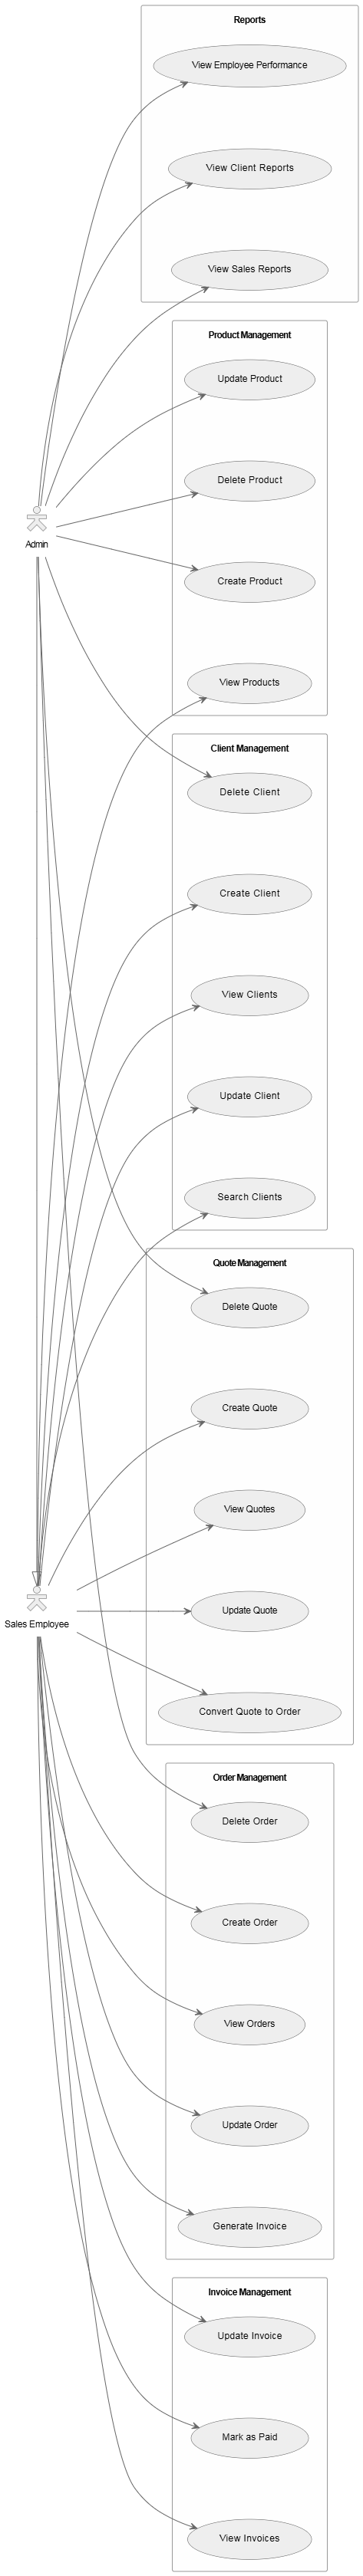 Reports
View Employee Performance
View Client Reports
View Sales Reports
Product Management
Update Product
Delete Product
Admin
Create Product
View Products
Client Management
Delete Client
Create Client
View Clients
Update Client
Search Clients
Quote Management
Delete Quote
Create Quote
View Quotes
Update Quote
Sales Employee
Convert Quote to Order
Order Management
Delete Order
Create Order
View Orders
Update Order
Generate Invoice
Invoice Management
Update Invoice
Mark as Paid
View Invoices